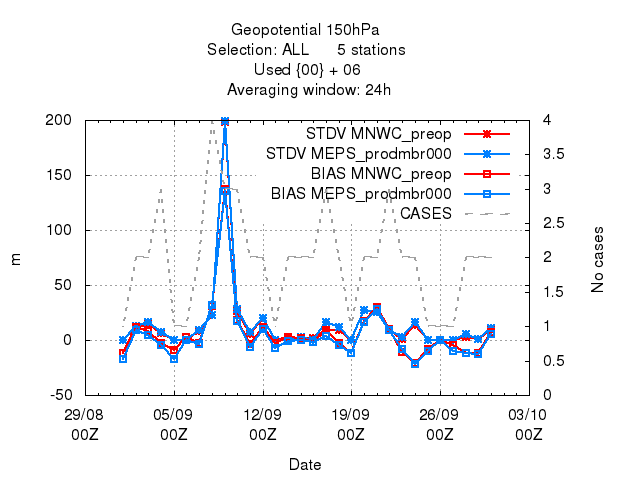 Geopotential 150hPa
Selection: ALL 5 stations
Used {00} + 06
Averaging window: 24h
200 4
STDV MNWC_preop
STDV MEPS_prodmbr000
BIAS MNWC_preop
BIAS MEPS_prodmbr000
CASES
3.5
150 3
2.5
100 2
m
No cases
1.5
50
0 1
0.5
-50 0
29/08 05/09 12/09 19/09 26/09 03/10
00Z 00Z 00Z 00Z 00Z 00Z
Date